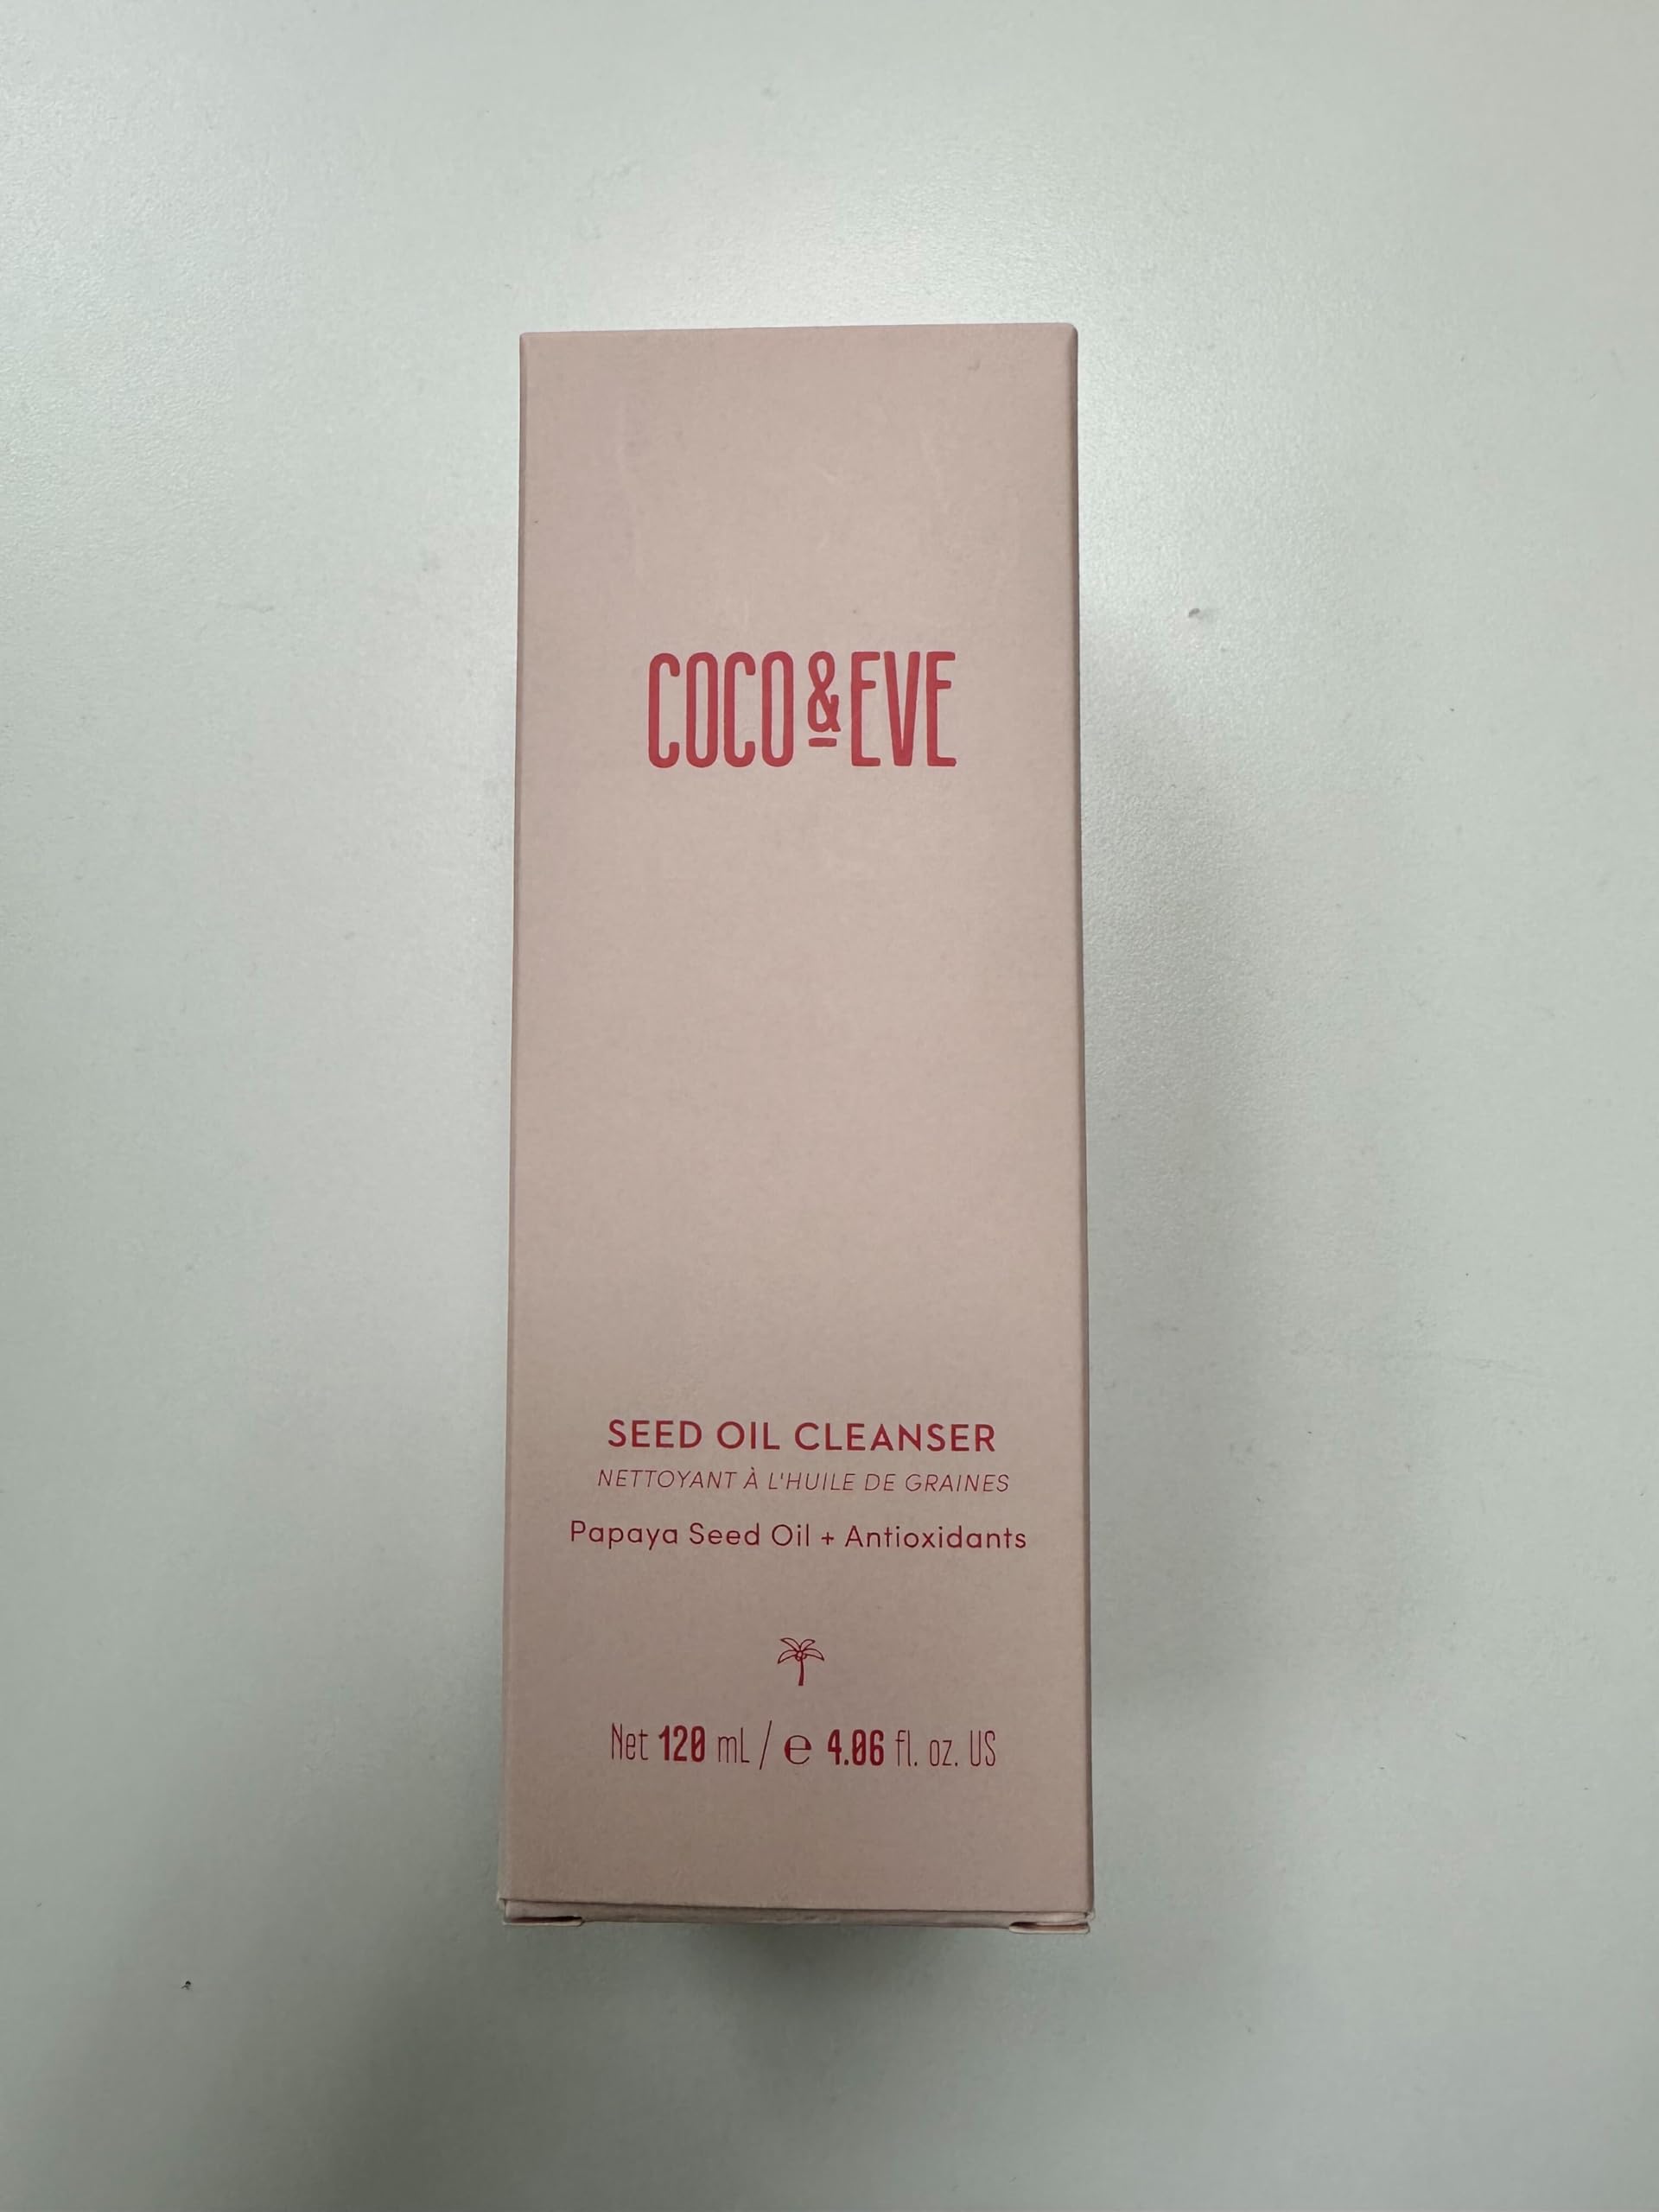 COCO & EVE
SEED OIL CLEANSER
NETTOYANT À L'HUILE DE GRAINES
Papaya Seed Oil + Antioxidants
Net 120 mL / ℮ 4.06 fl. oz. US